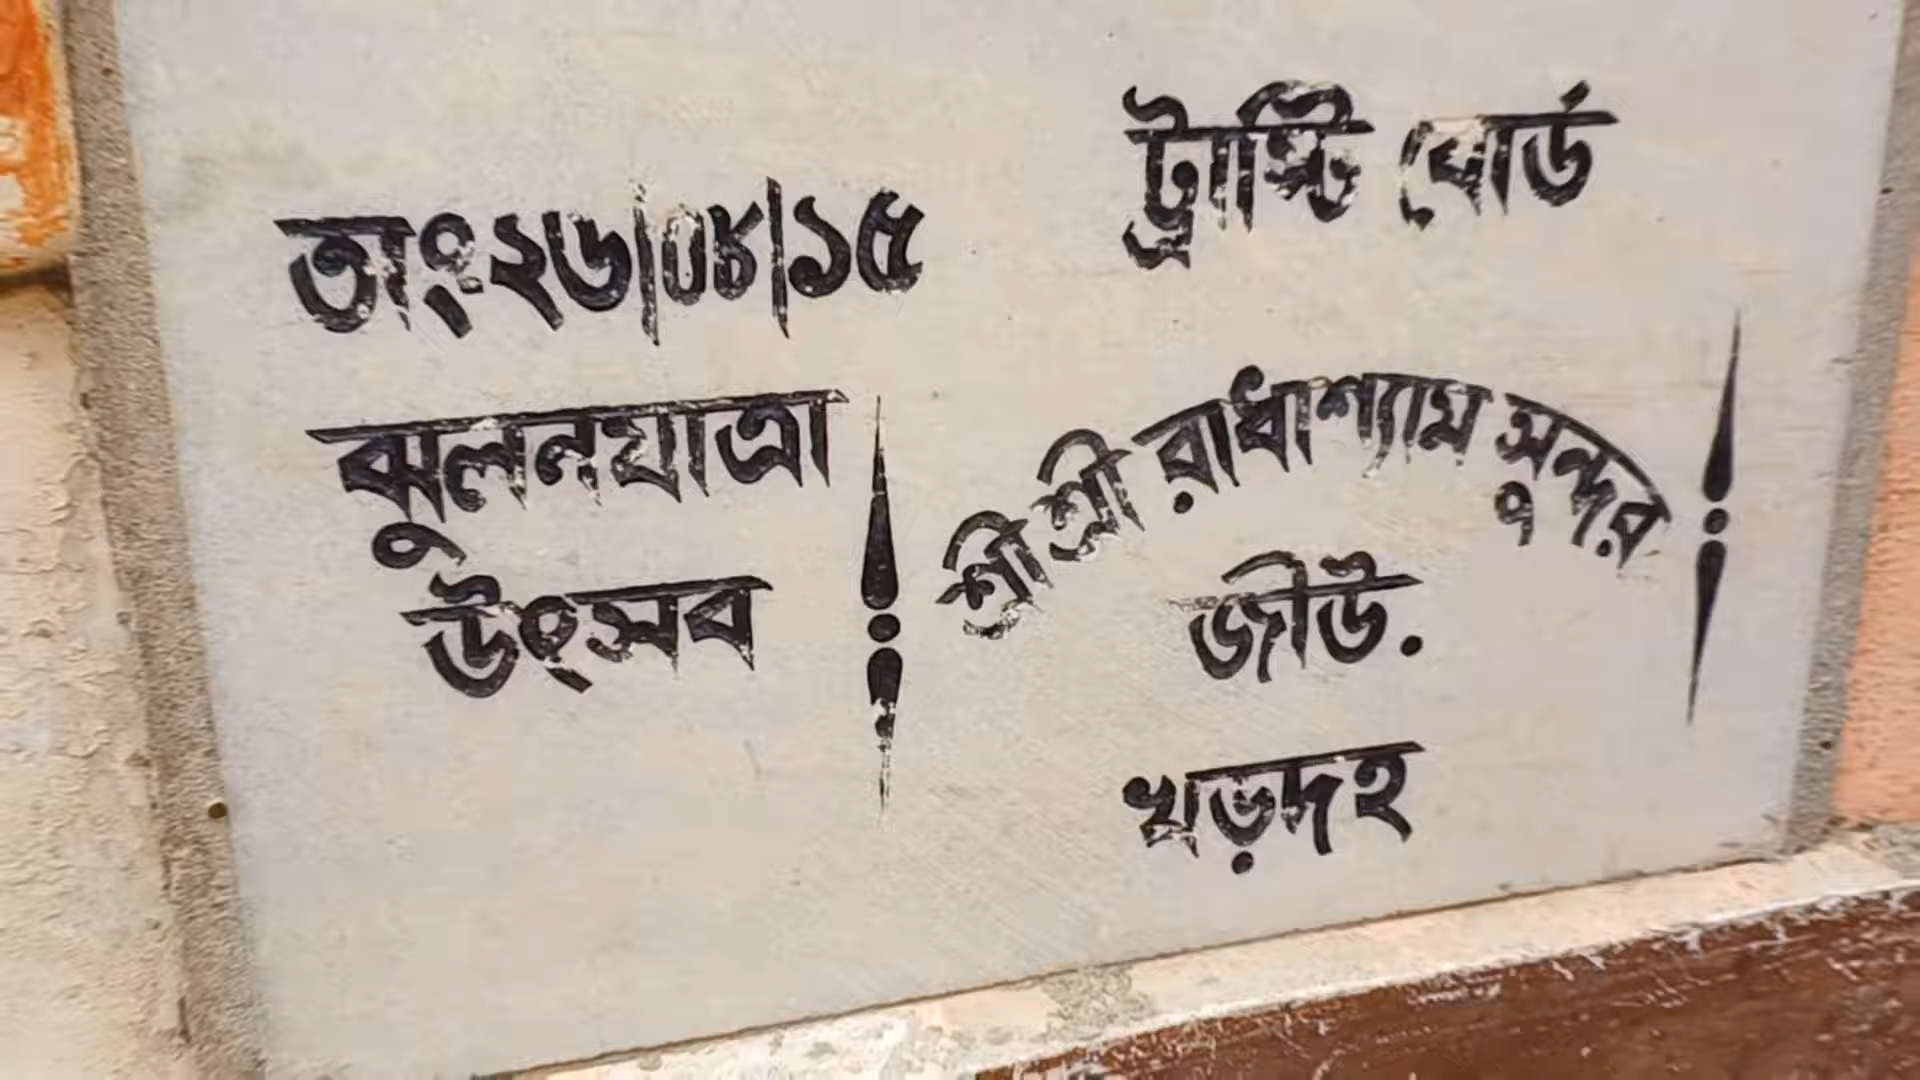 তাং ২৬|০৮|১৫
ঝুলনযাত্রা
উৎসব
ট্রাস্টি বোর্ড
শ্রী শ্রী রাধাশ্যাম সুন্দর
জীউ.
খড়দহ